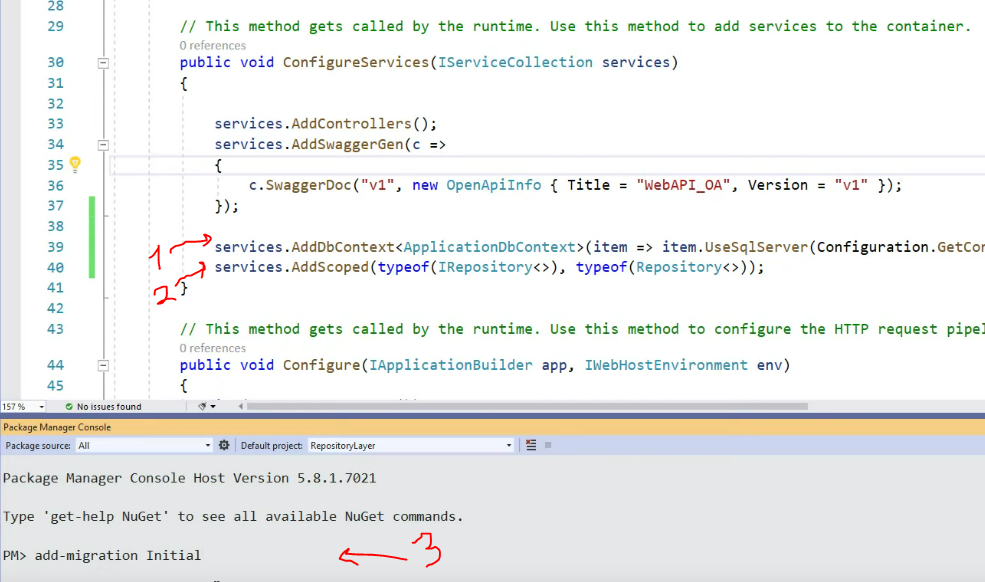 28
29 // This method gets called by the runtime. Use this method to add services to the container.
0 references
30 public void ConfigureServices(IServiceCollection services)
31 {
32
33 services.AddControllers();
34 services.AddSwaggerGen(c =>
35 {
36 c.SwaggerDoc("v1", new OpenApiInfo { Title = "WebAPI_OA", Version = "v1" });
37 });
38
1 39 services.AddDbContext<ApplicationDbContext>(item => item.UseSqlServer(Configuration.GetCon
2 40 services.AddScoped(typeof(IRepository<>), typeof(Repository<>));
41 }
42
43 // This method gets called by the runtime. Use this method to configure the HTTP request pipel
0 references
44 public void Configure(IApplicationBuilder app, IWebHostEnvironment env)
45 {
157 % No issues found
Package Manager Console
Package source: All Default project: RepositoryLayer
Package Manager Console Host Version 5.8.1.7021
Type 'get-help NuGet' to see all available NuGet commands.
PM> add-migration Initial 3